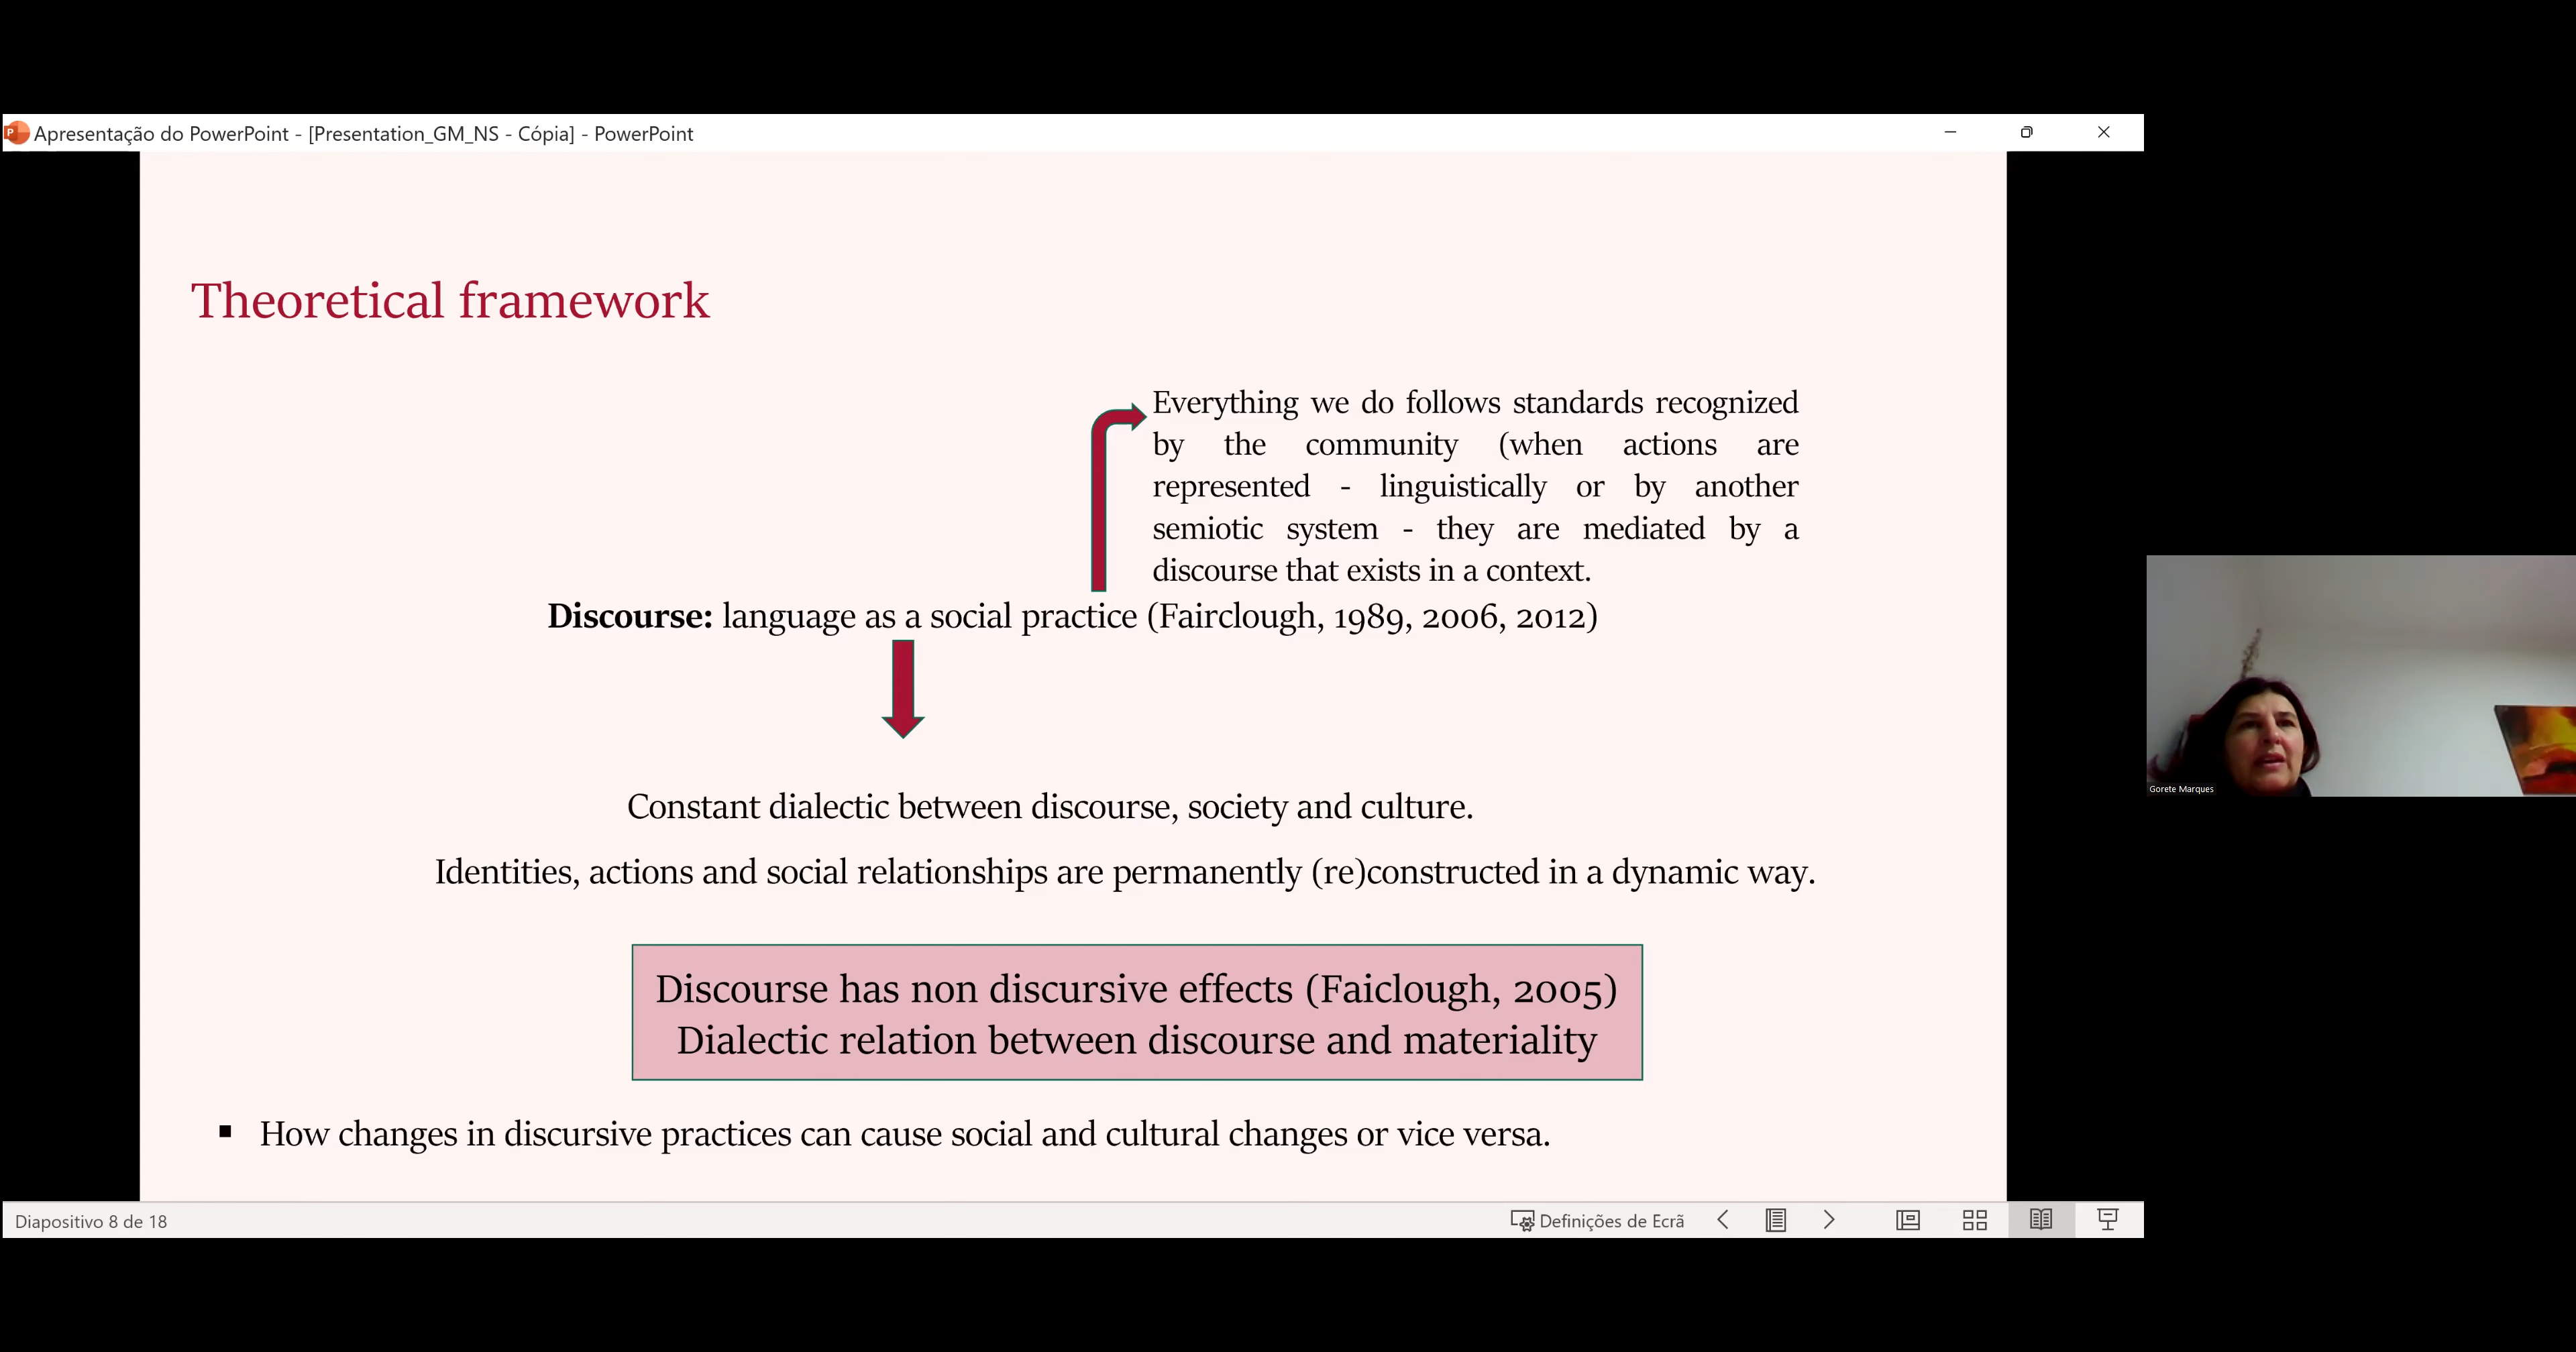 Apresentação do PowerPoint - [Presentation_GM_NS - Cópia] - PowerPoint
Theoretical framework
Everything we do follows standards recognized
by the community (when actions are
represented - linguistically or by another
semiotic system - they are mediated by a
discourse that exists in a context.
Discourse: language as a social practice (Fairclough, 1989, 2006, 2012)
Constant dialectic between discourse, society and culture.
Identities, actions and social relationships are permanently (re)constructed in a dynamic way.
Discourse has non discursive effects (Faiclough, 2005)
Dialectic relation between discourse and materiality
▪ How changes in discursive practices can cause social and cultural changes or vice versa.
Gorete Marques
Diapositivo 8 de 18
Definições de Ecrã